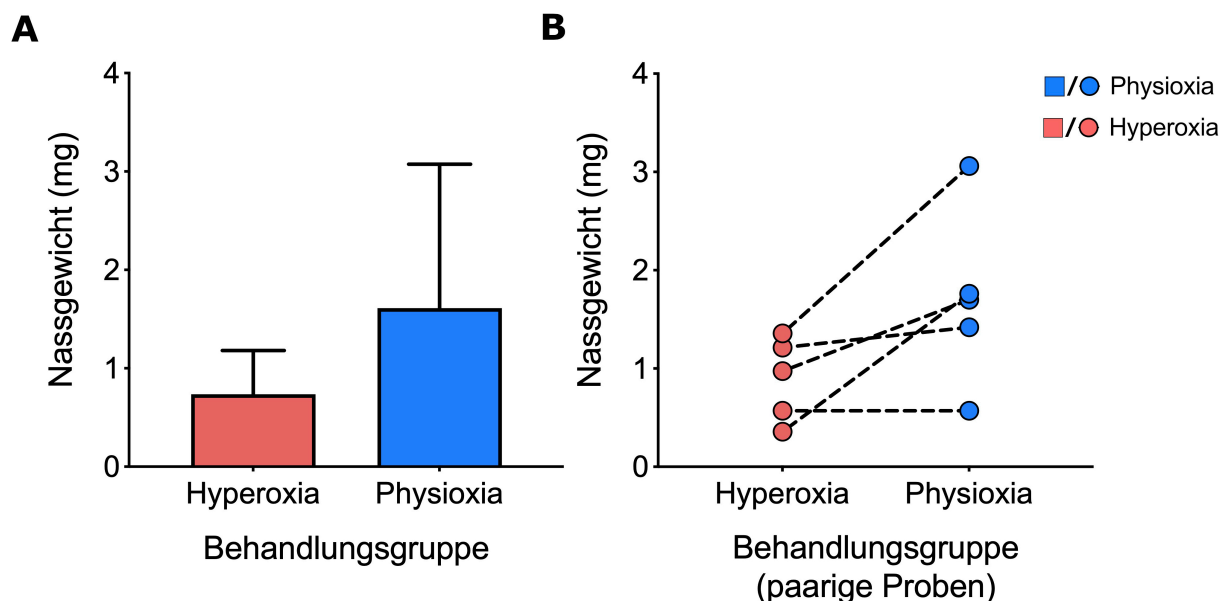 A
4
3
2
1
0
Nassgewicht (mg)
Hyperoxia
Physioxia
Behandlungsgruppe
B
4
3
2
1
0
Nassgewicht (mg)
Hyperoxia
Physioxia
Behandlungsgruppe
(paarige Proben)
/ Physioxia
/ Hyperoxia